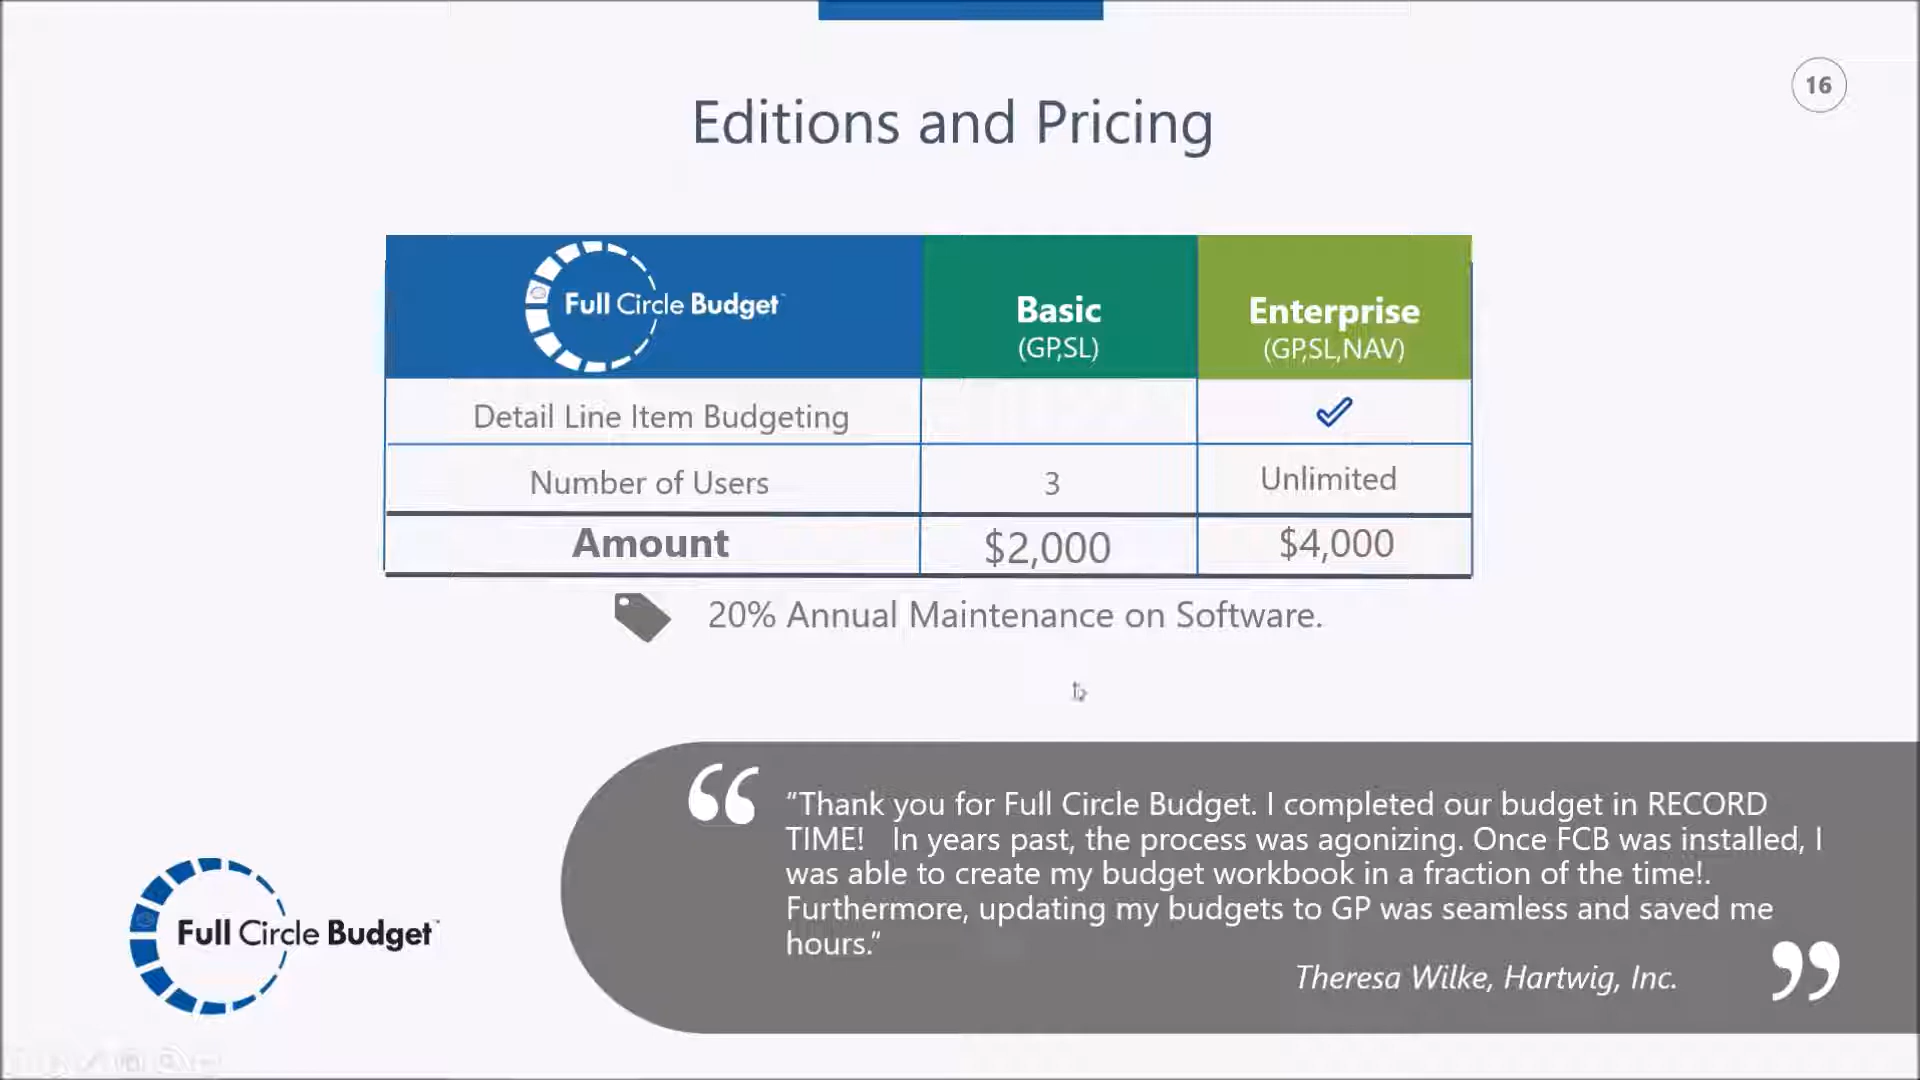 16
Editions and Pricing
Full Circle Budget™
Basic
(GP,SL)
Enterprise
(GP,SL,NAV)
Detail Line Item Budgeting
Number of Users
3
Unlimited
Amount
$2,000
$4,000
20% Annual Maintenance on Software.
“
“Thank you for Full Circle Budget. I completed our budget in RECORD
TIME!   In years past, the process was agonizing. Once FCB was installed, I
was able to create my budget workbook in a fraction of the time!.
Furthermore, updating my budgets to GP was seamless and saved me
hours.”
Theresa Wilke, Hartwig, Inc.
”
Full Circle Budget™